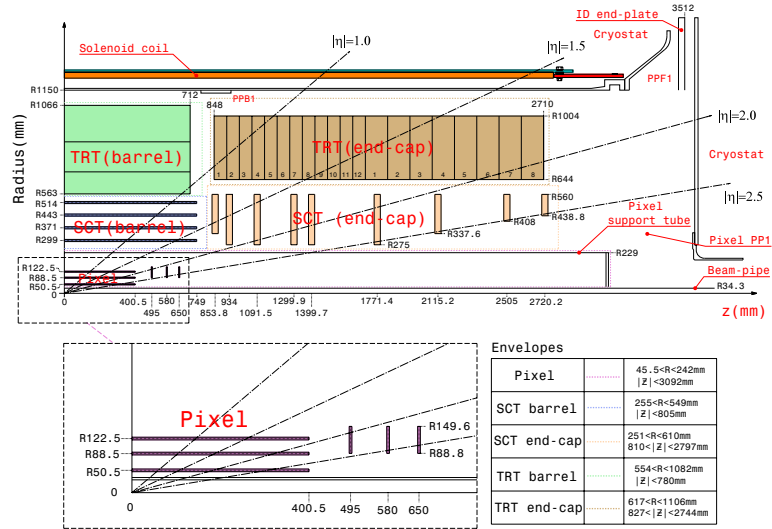 3512
ID end-plate
Cryostat
|η|=1.0
|η|=1.5
Solenoid coil
PPF1
Radius(mm)
R1150
PPB1
R1066
712
848
2710
R1004
|η|=2.0
TRT(barrel)
TRT(end-cap)
1 2 3 4 5 6 7 8 9 10 11 12 1 2 3 4 5 6 7 8
Cryostat
R644
|η|=2.5
R563
R514
R443
R371
R299
SCT(barrel)
SCT (end-cap)
R560
R438.8
R408
R337.6
R275
Pixel
support tube
R229
Pixel PP1
R122.5
R88.5
R50.5
Pixel
Beam-pipe
R34.3
0
0
400.5
495
580
650
749
853.8
934
1091.5
1299.9
1399.7
1771.4
2115.2
2505
2720.2
z(mm)
Pixel
R149.6
R122.5
R88.5
R88.8
R50.5
0
0
400.5
495
580
650
Envelopes
Pixel
45.5<R<242mm
|Z|<3092mm
SCT barrel
255<R<549mm
|Z|<805mm
SCT end-cap
251<R<610mm
810<|Z|<2797mm
TRT barrel
554<R<1082mm
|Z|<780mm
TRT end-cap
617<R<1106mm
827<|Z|<2744mm